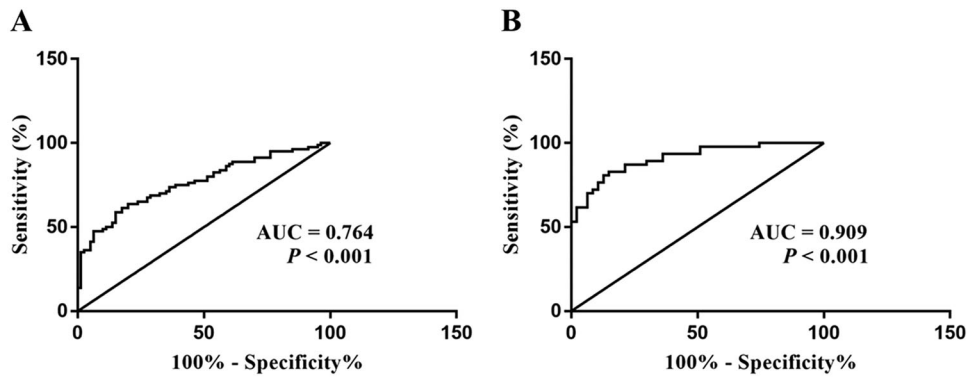 A
Sensitivity (%)
150
100
50
0
AUC = 0.764
P < 0.001
0 50 100 150
100% - Specificity%
B
Sensitivity (%)
150
100
50
0
AUC = 0.909
P < 0.001
0 50 100 150
100% - Specificity%